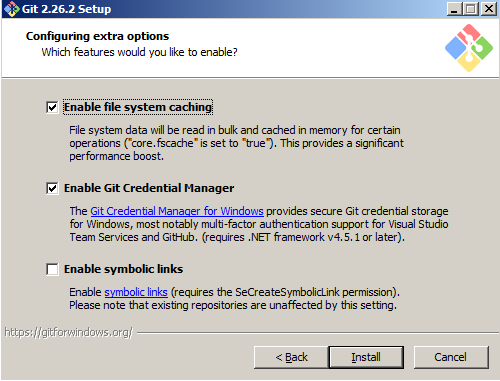 Git 2.26.2 Setup
Configuring extra options
Which features would you like to enable?
Enable file system caching
File system data will be read in bulk and cached in memory for certain
operations ("core.fscache" is set to "true"). This provides a significant
performance boost.
Enable Git Credential Manager
The Git Credential Manager for Windows provides secure Git credential storage
for Windows, most notably multi-factor authentication support for Visual Studio
Team Services and GitHub. (requires .NET framework v4.5.1 or later).
Enable symbolic links
Enable symbolic links (requires the SeCreateSymbolicLink permission).
Please note that existing repositories are unaffected by this setting.
https://gitforwindows.org/
< Back
Install
Cancel